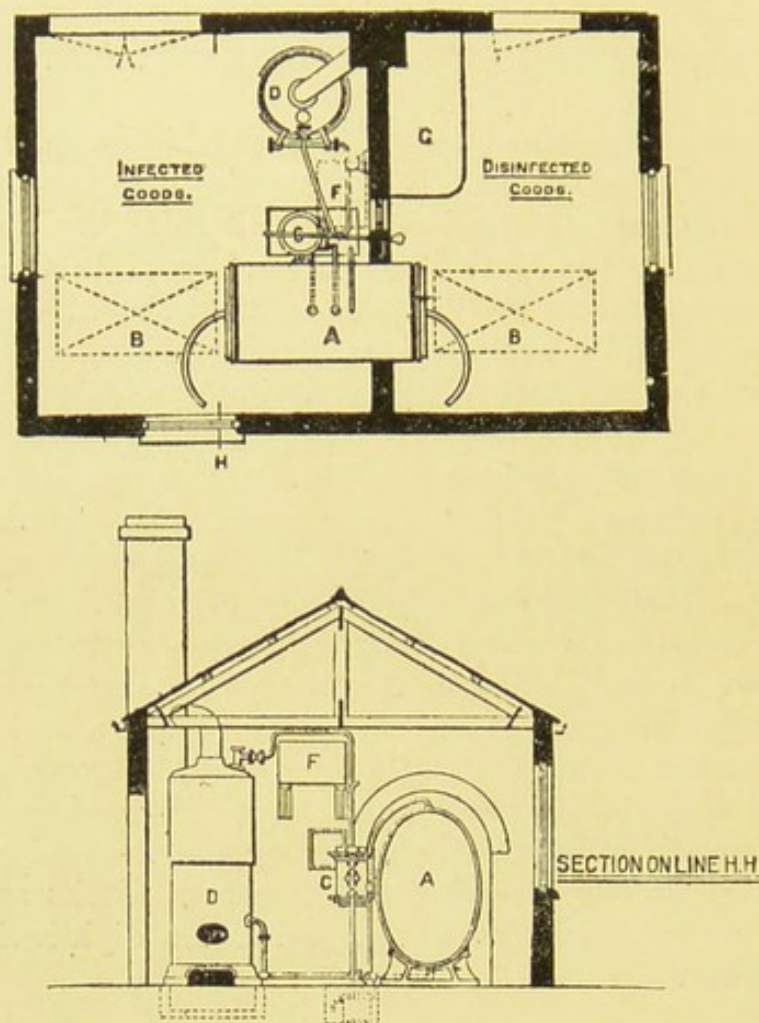 D
G
INFECTED
GOODS.
DISINFECTED
GOODS.
F
C
B
A
B
H
F
C
A
SECTION ON LINE H.H
D